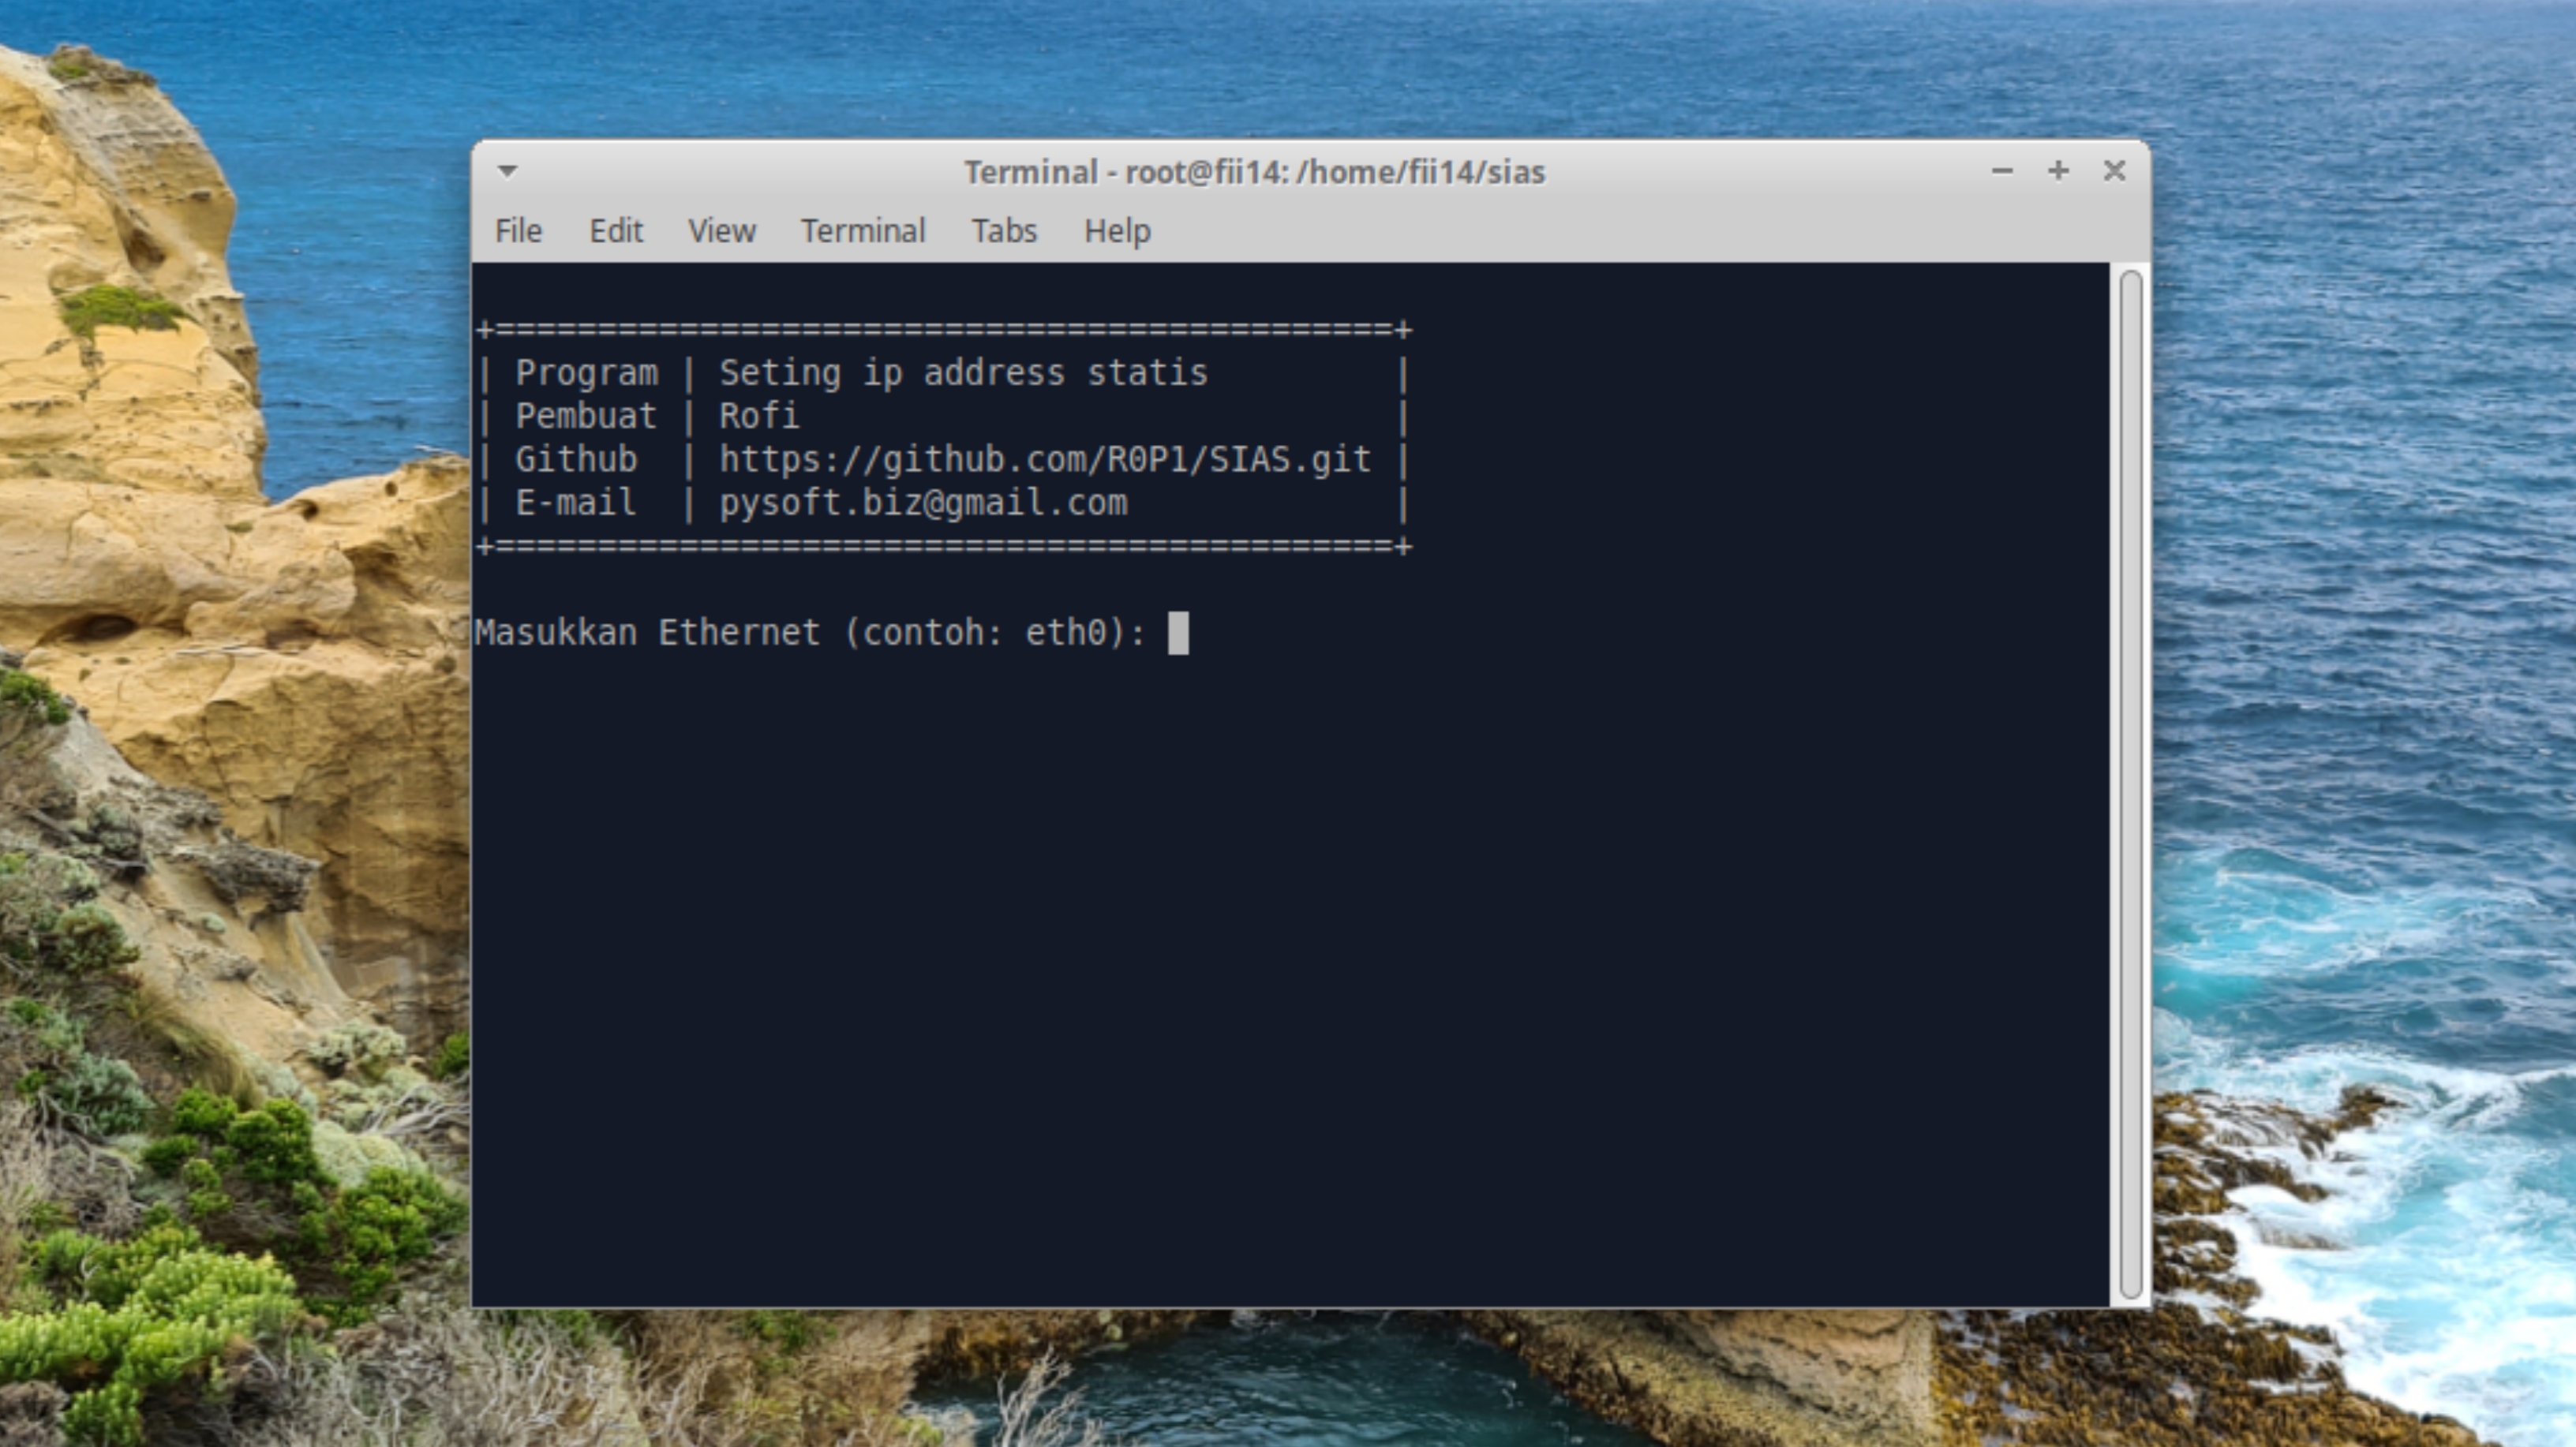 Terminal - root@fii14: /home/fii14/sias
File Edit View Terminal Tabs Help
+============================================+
| Program | Seting ip address statis         |
| Pembuat | Rofi                             |
| Github  | https://github.com/R0P1/SIAS.git |
| E-mail  | pysoft.biz@gmail.com             |
+============================================+
Masukkan Ethernet (contoh: eth0):